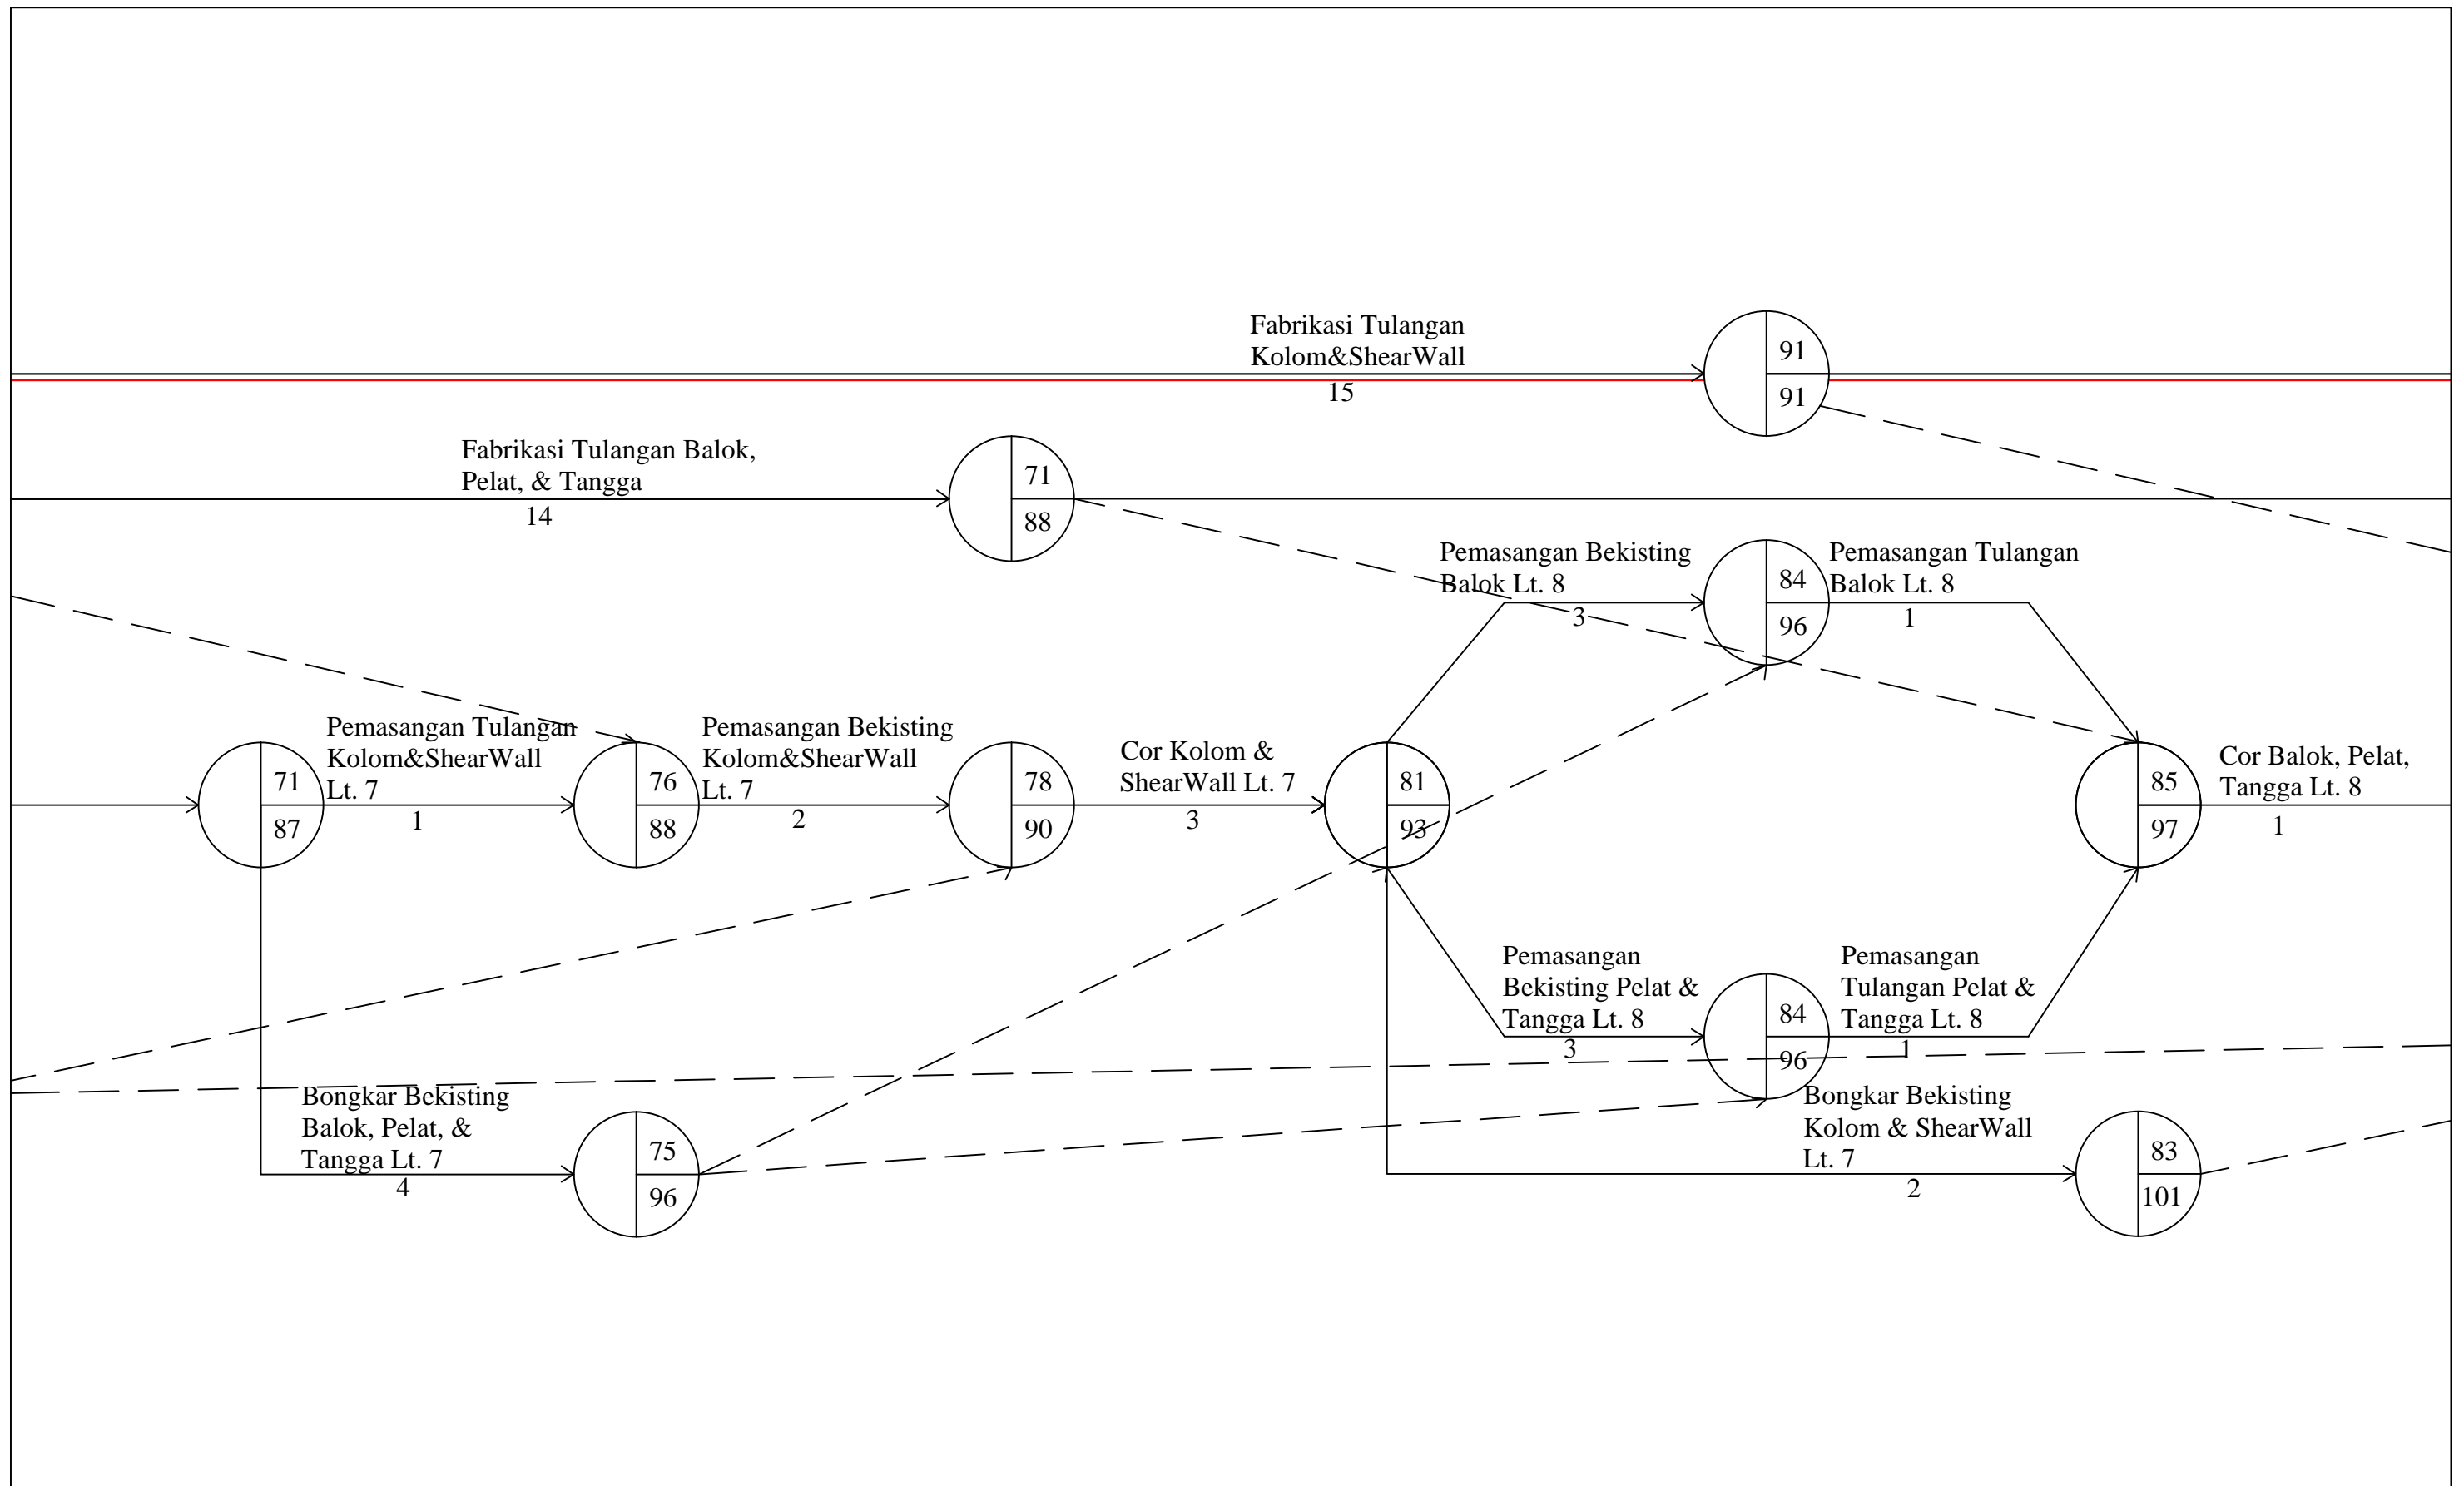 Fabrikasi Tulangan
Kolom&ShearWall
15
91
91
Fabrikasi Tulangan Balok,
Pelat, & Tangga
14
71
88
Pemasangan Bekisting
Balok Lt. 8
3
84
96
Pemasangan Tulangan
Balok Lt. 8
1
71
87
Pemasangan Tulangan
Kolom&ShearWall
Lt. 7
1
76
88
Pemasangan Bekisting
Kolom&ShearWall
Lt. 7
2
78
90
Cor Kolom &
ShearWall Lt. 7
3
81
93
85
97
Cor Balok, Pelat,
Tangga Lt. 8
1
Pemasangan
Bekisting Pelat &
Tangga Lt. 8
3
84
96
Pemasangan
Tulangan Pelat &
Tangga Lt. 8
1
Bongkar Bekisting
Balok, Pelat, &
Tangga Lt. 7
4
75
96
Bongkar Bekisting
Kolom & ShearWall
Lt. 7
2
83
101